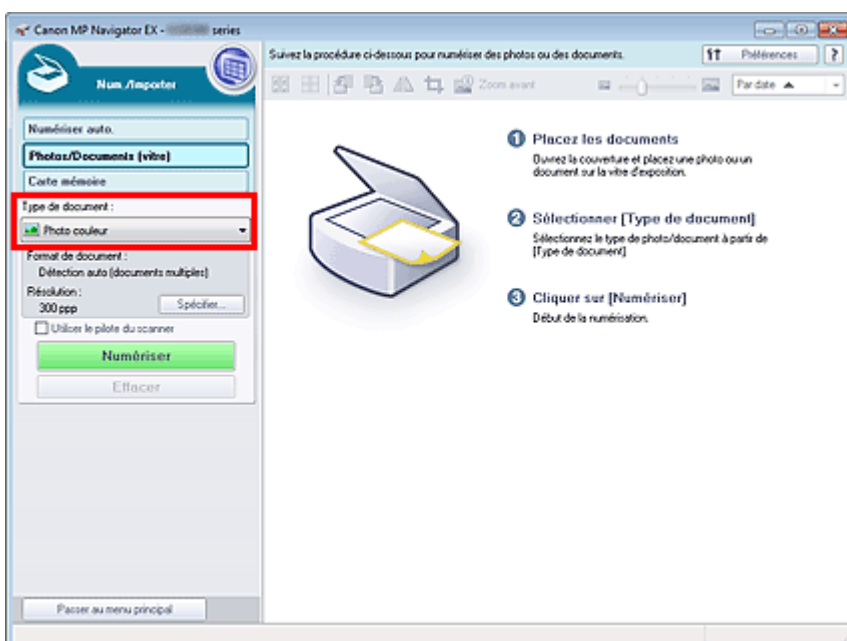 Canon MP Navigator EX - series
Num./Importer
Numériser auto.
Photos/Documents (vitre)
Carte mémoire
Type de document :
Photo couleur
Format de document :
Détection auto (documents multiples)
Résolution :
300 ppp
Spécifier...
Utiliser le pilote du scanner
Numériser
Effacer
Passer au menu principal
Suivez la procédure ci-dessous pour numériser des photos ou des documents.
Préférences
?
Zoom avant
Par date
1 Placez les documents
Ouvrez la couverture et placez une photo ou un
document sur la vitre d'exposition.
2 Sélectionner [Type de document]
Sélectionnez le type de photo/document à partir de
[Type de document]
3 Cliquer sur [Numériser]
Début de la numérisation.